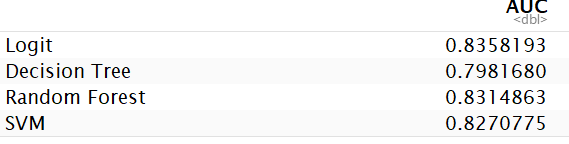 AUC
<dbl>
Logit 0.8358193
Decision Tree 0.7981680
Random Forest 0.8314863
SVM 0.8270775